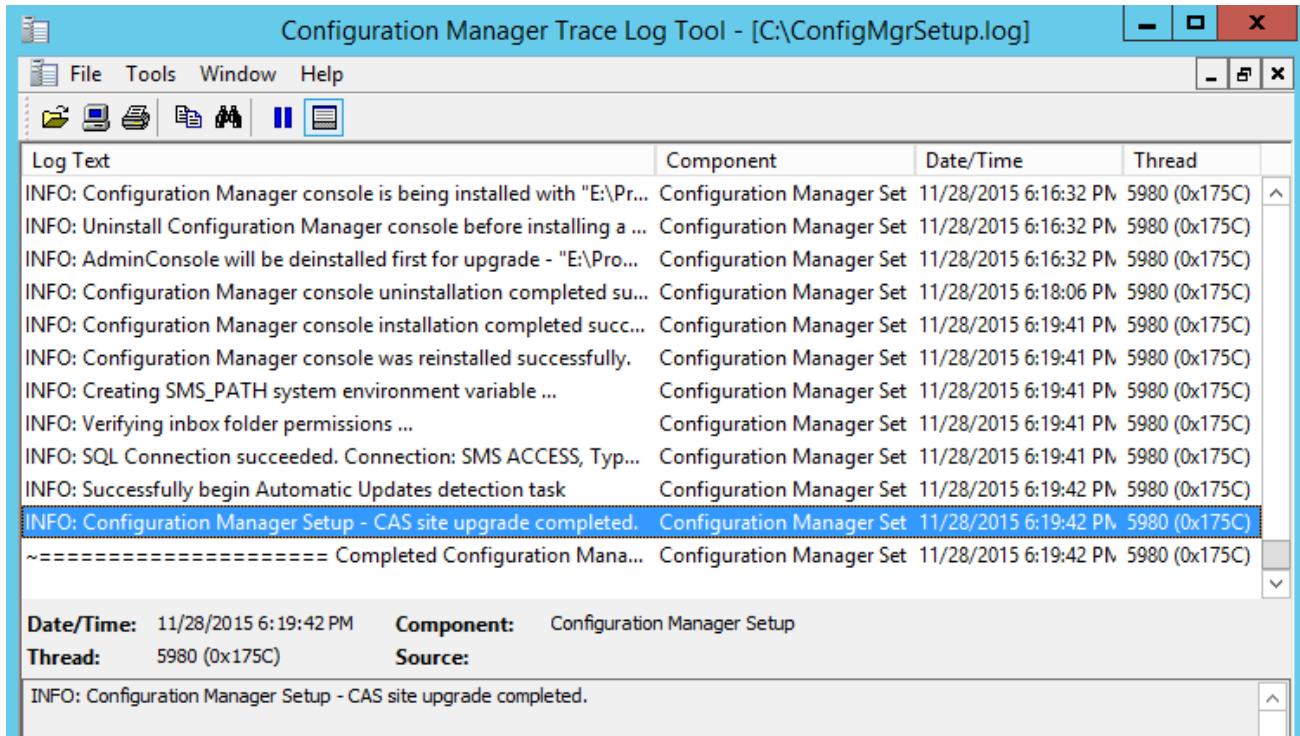 Configuration Manager Trace Log Tool - [C:\ConfigMgrSetup.log]
File Tools Window Help
Log Text Component Date/Time Thread
INFO: Configuration Manager console is being installed with "E:\Pr... Configuration Manager Set 11/28/2015 6:16:32 PM 5980 (0x175C)
INFO: Uninstall Configuration Manager console before installing a ... Configuration Manager Set 11/28/2015 6:16:32 PM 5980 (0x175C)
INFO: AdminConsole will be deinstalled first for upgrade - "E:\Pro... Configuration Manager Set 11/28/2015 6:16:32 PM 5980 (0x175C)
INFO: Configuration Manager console uninstallation completed su... Configuration Manager Set 11/28/2015 6:18:06 PM 5980 (0x175C)
INFO: Configuration Manager console installation completed succ... Configuration Manager Set 11/28/2015 6:19:41 PM 5980 (0x175C)
INFO: Configuration Manager console was reinstalled successfully. Configuration Manager Set 11/28/2015 6:19:41 PM 5980 (0x175C)
INFO: Creating SMS_PATH system environment variable ... Configuration Manager Set 11/28/2015 6:19:41 PM 5980 (0x175C)
INFO: Verifying inbox folder permissions ... Configuration Manager Set 11/28/2015 6:19:41 PM 5980 (0x175C)
INFO: SQL Connection succeeded. Connection: SMS ACCESS, Typ... Configuration Manager Set 11/28/2015 6:19:41 PM 5980 (0x175C)
INFO: Successfully begin Automatic Updates detection task Configuration Manager Set 11/28/2015 6:19:42 PM 5980 (0x175C)
INFO: Configuration Manager Setup - CAS site upgrade completed. Configuration Manager Set 11/28/2015 6:19:42 PM 5980 (0x175C)
~====================== Completed Configuration Mana... Configuration Manager Set 11/28/2015 6:19:42 PM 5980 (0x175C)
Date/Time: 11/28/2015 6:19:42 PM Component: Configuration Manager Setup
Thread: 5980 (0x175C) Source:
INFO: Configuration Manager Setup - CAS site upgrade completed.